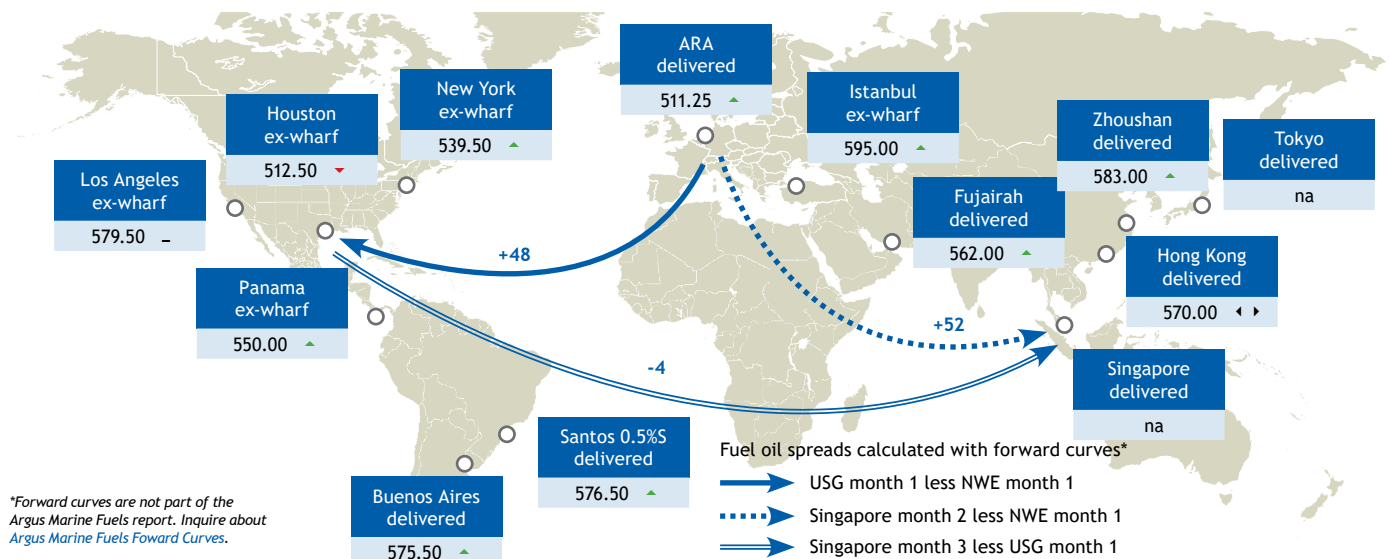 ARA
delivered
511.25
New York
ex-wharf
539.50
Istanbul
ex-wharf
595.00
Houston
ex-wharf
512.50
Zhoushan
delivered
583.00
Tokyo
delivered
na
Los Angeles
ex-wharf
579.50 –
Fujairah
delivered
562.00
Hong Kong
delivered
570.00
+48
Panama
ex-wharf
550.00
+52
-4
Singapore
delivered
na
Santos 0.5%S
delivered
576.50
Buenos Aires
delivered
575.50
Fuel oil spreads calculated with forward curves*
USG month 1 less NWE month 1
Singapore month 2 less NWE month 1
Singapore month 3 less USG month 1
*Forward curves are not part of the
Argus Marine Fuels report. Inquire about
Argus Marine Fuels Foward Curves.